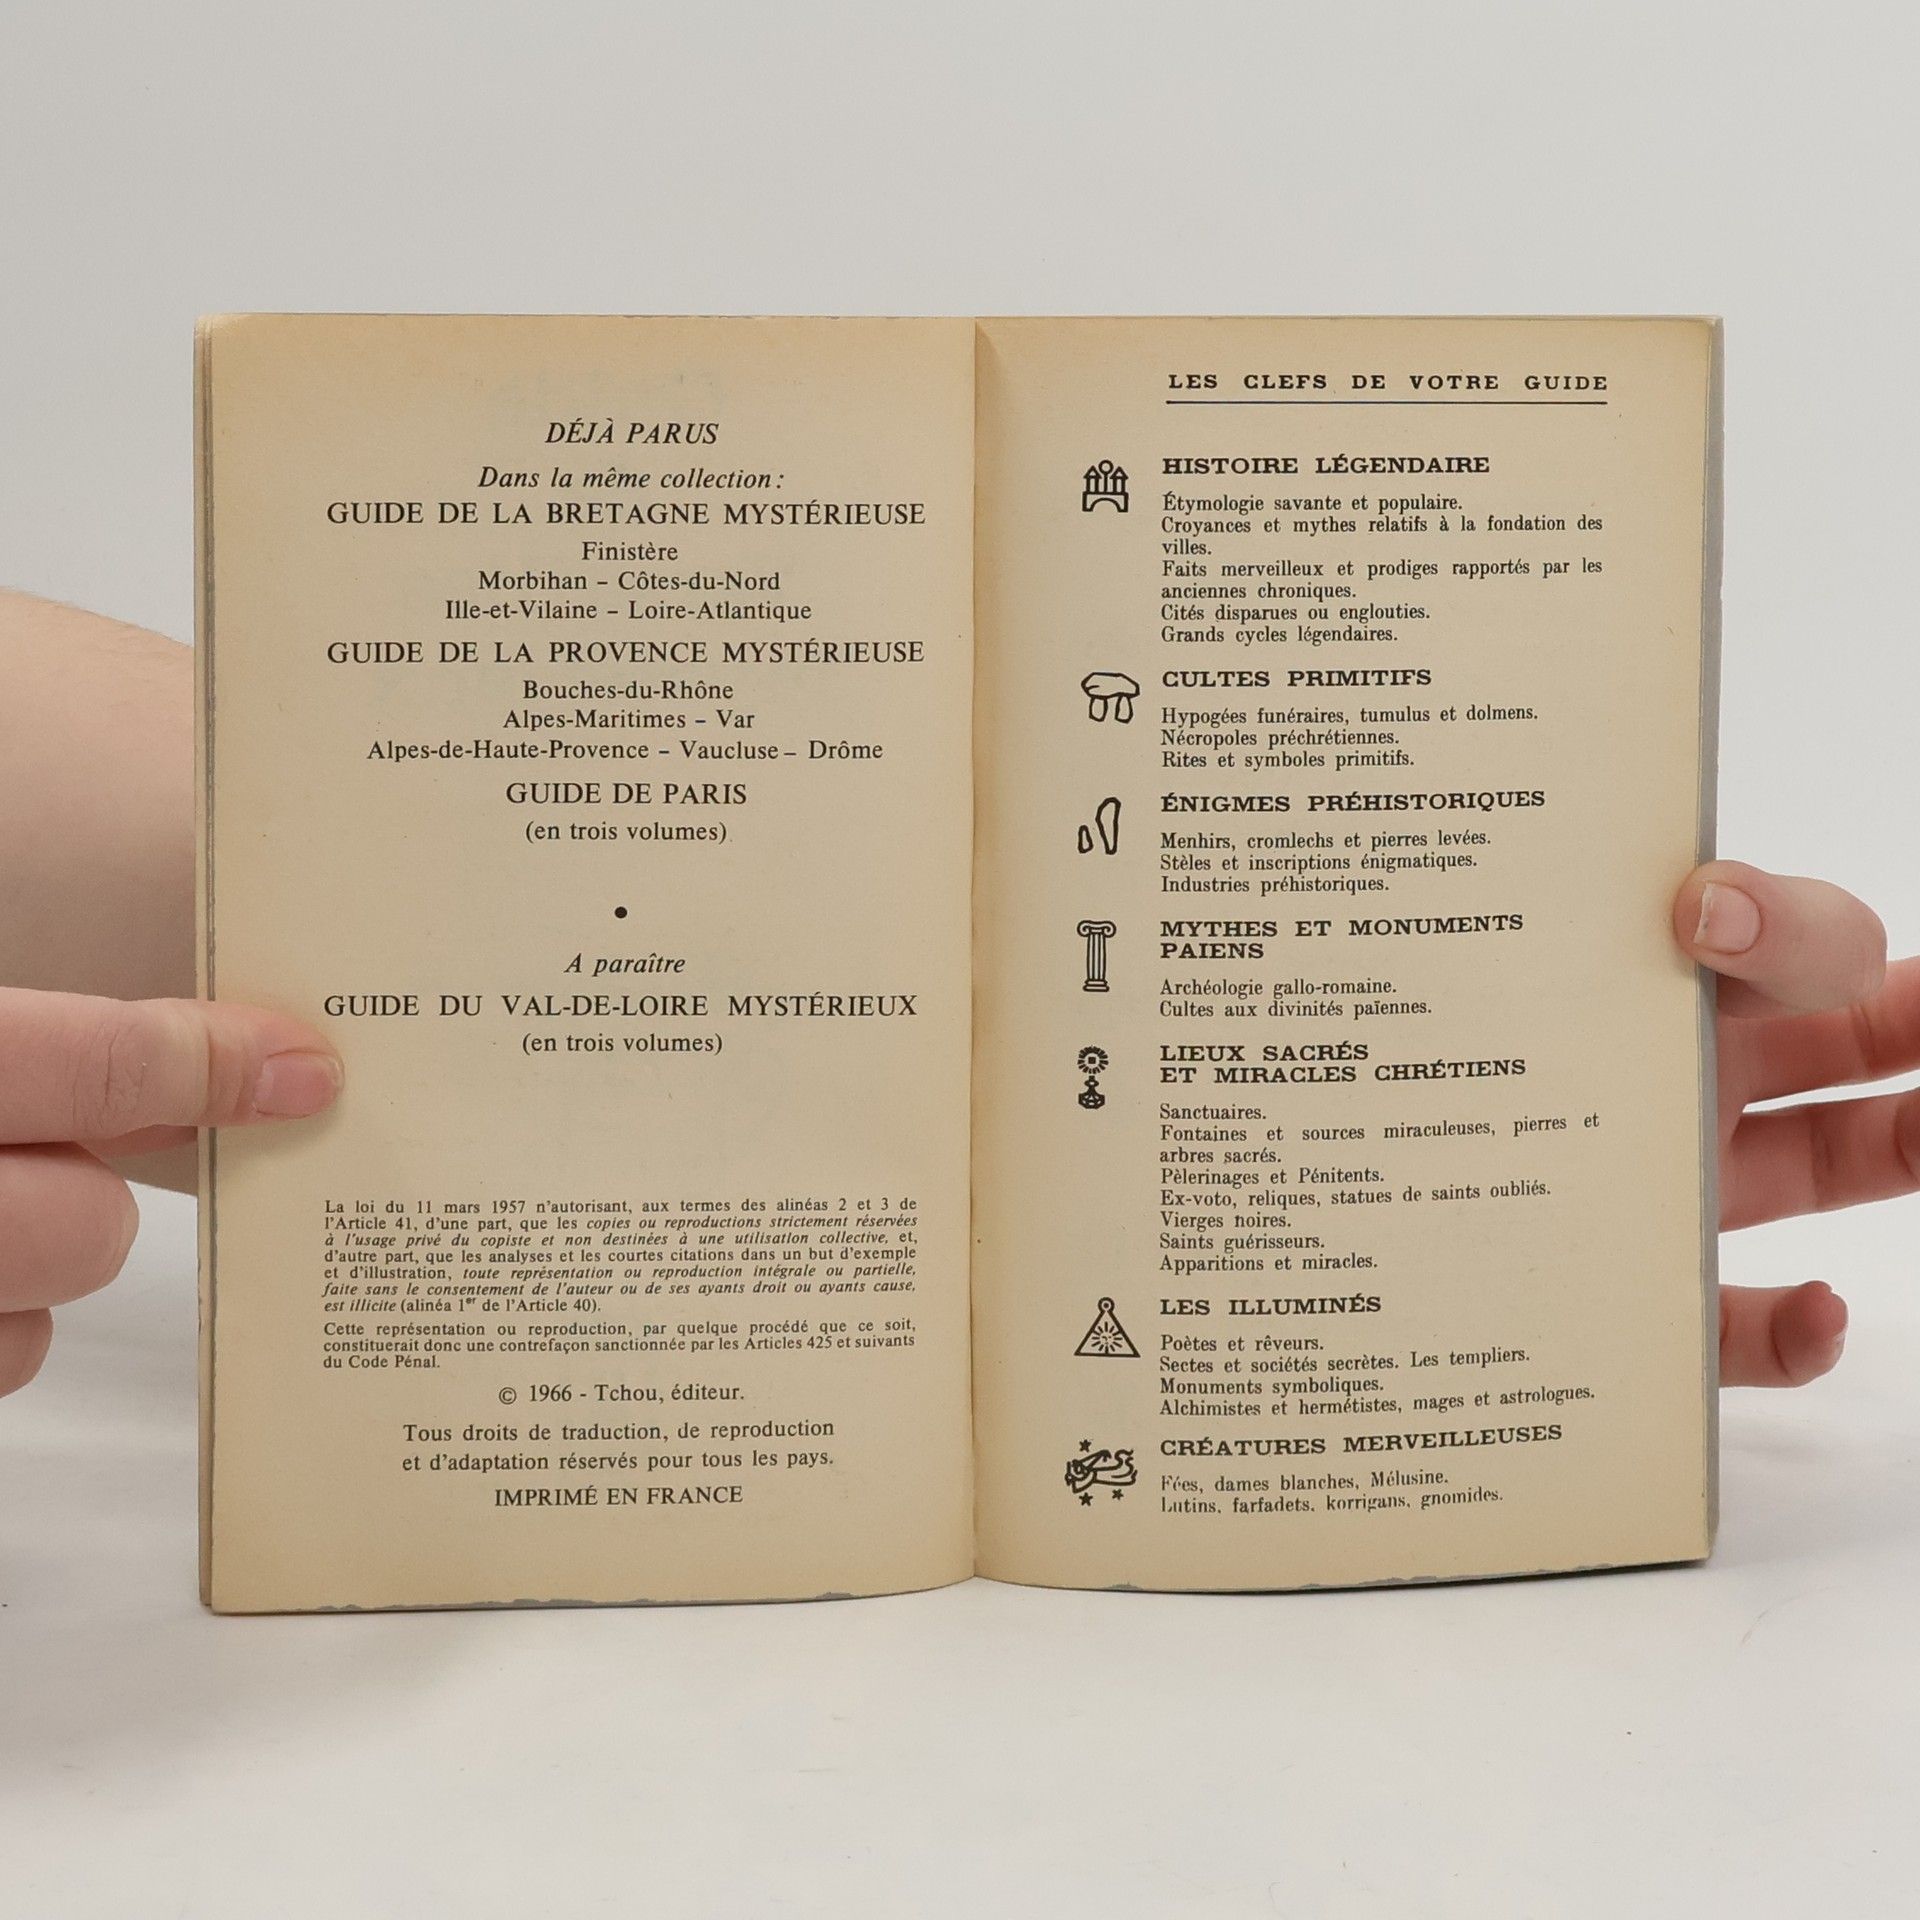 DÉJÀ PARUS
Dans la même collection :
GUIDE DE LA BRETAGNE MYSTÉRIEUSE
Finistère
Morbihan – Côtes-du-Nord
Ille-et-Vilaine – Loire-Atlantique
GUIDE DE LA PROVENCE MYSTÉRIEUSE
Bouches-du-Rhône
Alpes-Maritimes – Var
Alpes-de-Haute-Provence – Vaucluse – Drôme
GUIDE DE PARIS
(en trois volumes)
•
A paraître
GUIDE DU VAL-DE-LOIRE MYSTÉRIEUX
(en trois volumes)
La loi du 11 mars 1957 n'autorisant, aux termes des alinéas 2 et 3 de
l'Article 41, d'une part, que les copies ou reproductions strictement réservées
à l'usage privé du copiste et non destinées à une utilisation collective, et,
d'autre part, que les analyses et les courtes citations dans un but d'exemple
et d'illustration, toute représentation ou reproduction intégrale ou partielle,
faite sans le consentement de l'auteur ou de ses ayants droit ou ayants cause,
est illicite (alinéa 1er de l'Article 40).
Cette représentation ou reproduction, par quelque procédé que ce soit,
constituerait donc une contrefaçon sanctionnée par les Articles 425 et suivants
du Code Pénal.
© 1966 - Tchou, éditeur.
Tous droits de traduction, de reproduction
et d'adaptation réservés pour tous les pays.
IMPRIMÉ EN FRANCE
LES CLEFS DE VOTRE GUIDE
HISTOIRE LÉGENDAIRE
Étymologie savante et populaire.
Croyances et mythes relatifs à la fondation des
villes.
Faits merveilleux et prodiges rapportés par les
anciennes chroniques.
Cités disparues ou englouties.
Grands cycles légendaires.
CULTES PRIMITIFS
Hypogées funéraires, tumulus et dolmens.
Nécropoles préchrétiennes.
Rites et symboles primitifs.
ÉNIGMES PRÉHISTORIQUES
Menhirs, cromlechs et pierres levées.
Stèles et inscriptions énigmatiques.
Industries préhistoriques.
MYTHES ET MONUMENTS
PAIENS
Archéologie gallo-romaine.
Cultes aux divinités païennes.
LIEUX SACRÉS
ET MIRACLES CHRÉTIENS
Sanctuaires.
Fontaines et sources miraculeuses, pierres et
arbres sacrés.
Pèlerinages et Pénitents.
Ex-voto, reliques, statues de saints oubliés.
Vierges noires.
Saints guérisseurs.
Apparitions et miracles.
LES ILLUMINÉS
Poètes et rêveurs.
Sectes et sociétés secrètes. Les templiers.
Monuments symboliques.
Alchimistes et hermétistes, mages et astrologues.
CRÉATURES MERVEILLEUSES
Fées, dames blanches, Mélusine.
Lutins, farfadets, korrigans, gnomides.